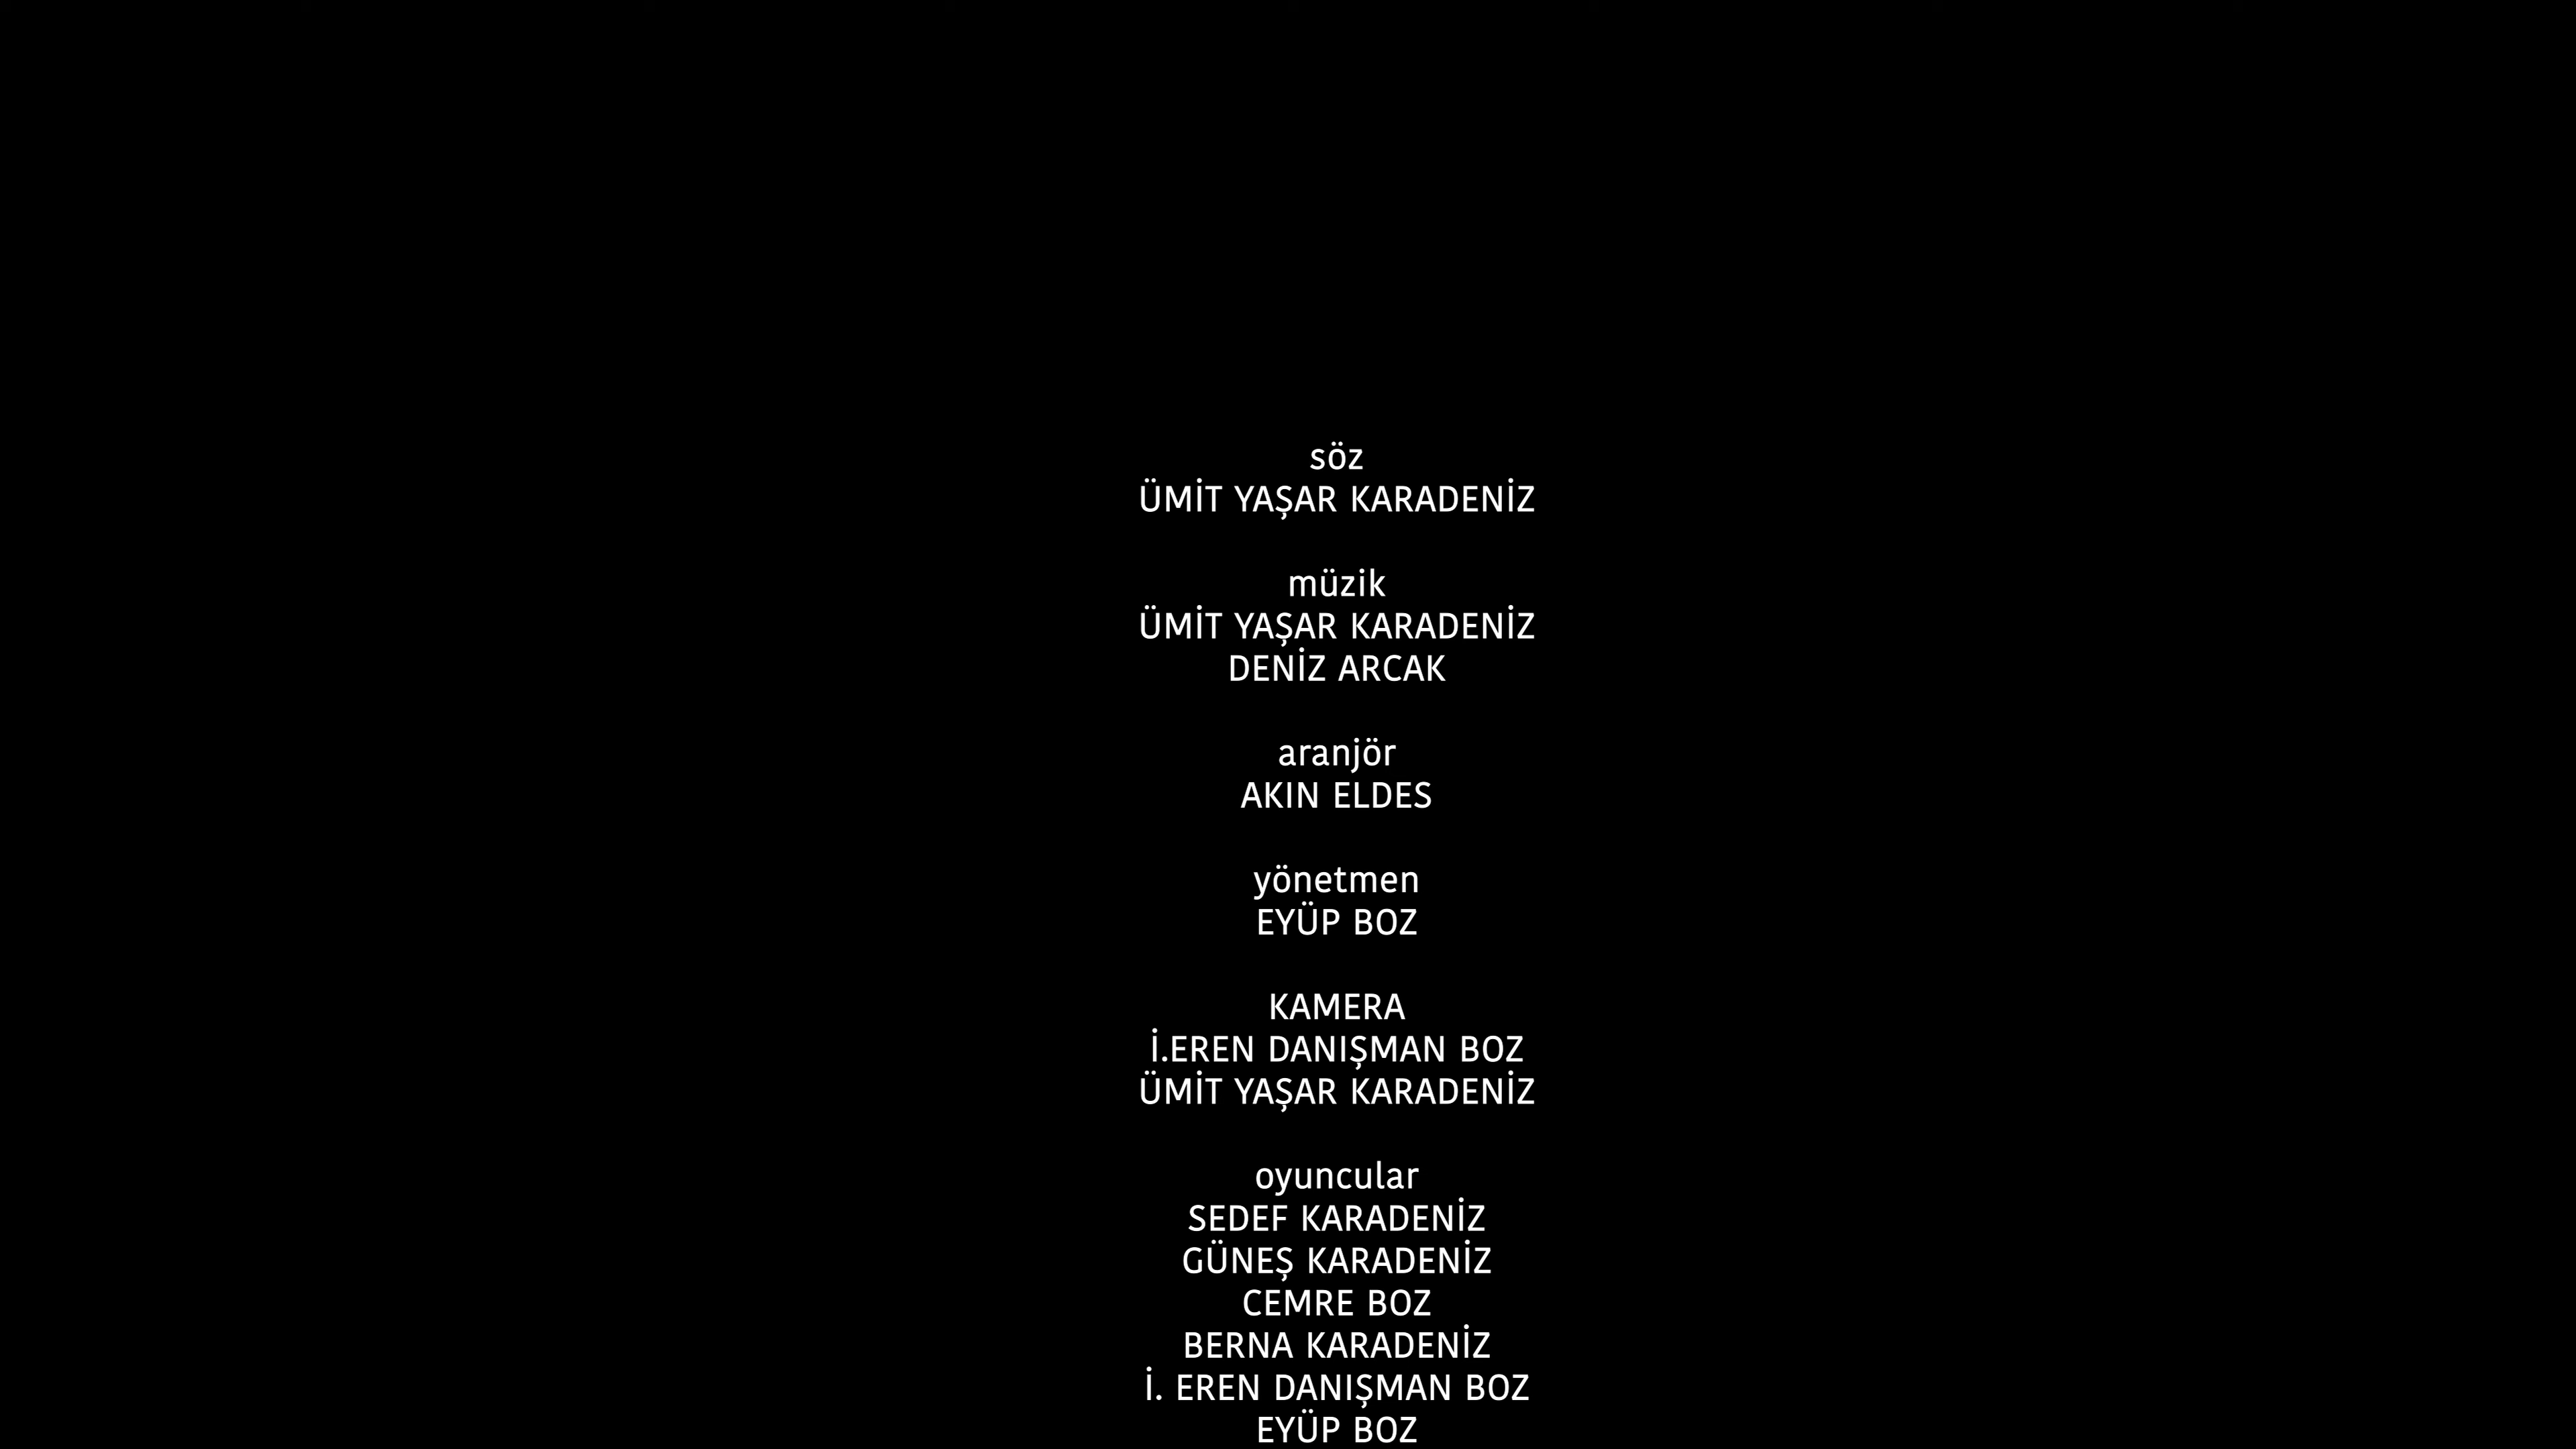 söz
ÜMİT YAŞAR KARADENİZ
müzik
ÜMİT YAŞAR KARADENİZ
DENİZ ARCAK
aranjör
AKIN ELDES
yönetmen
EYÜP BOZ
KAMERA
İ.EREN DANIŞMAN BOZ
ÜMİT YAŞAR KARADENİZ
oyuncular
SEDEF KARADENİZ
GÜNEŞ KARADENİZ
CEMRE BOZ
BERNA KARADENİZ
İ. EREN DANIŞMAN BOZ
EYÜP BOZ